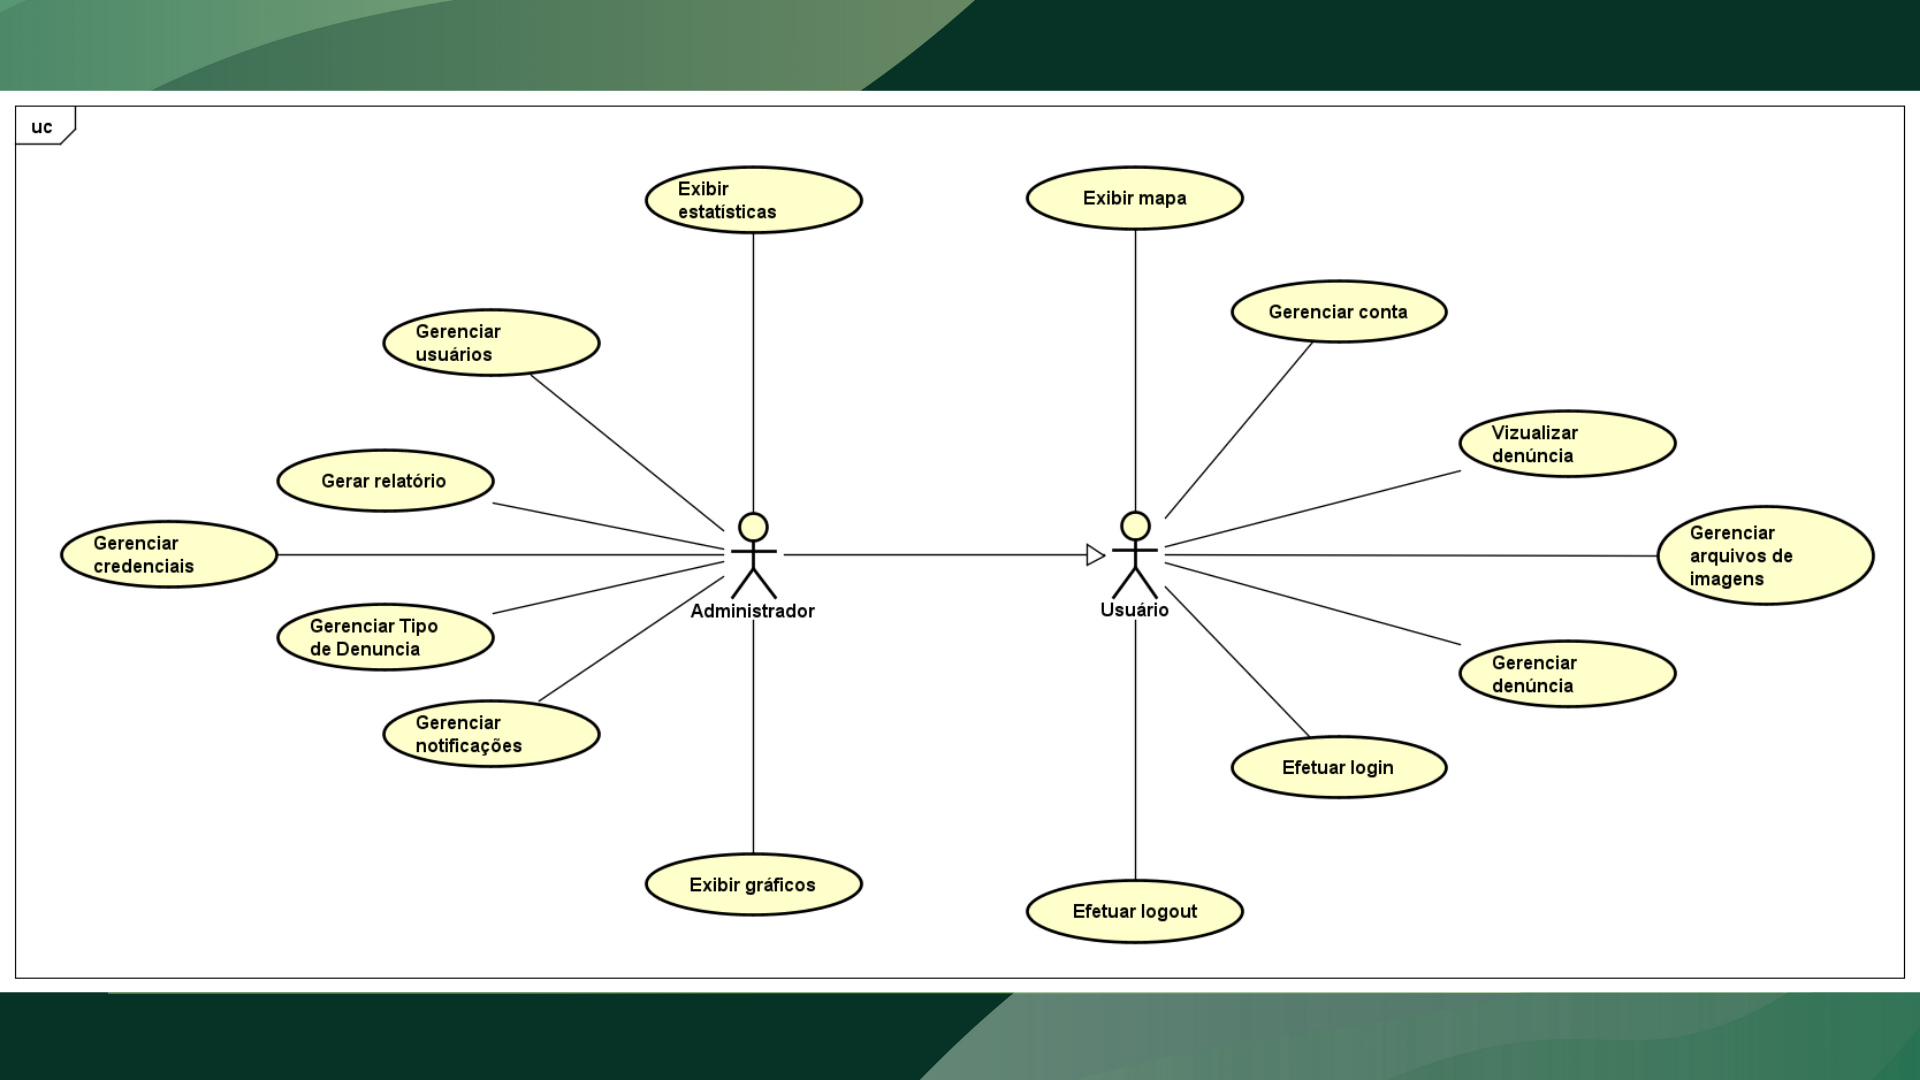 uc
Exibir
estatísticas
Exibir mapa
Gerenciar conta
Gerenciar
usuários
Vizualizar
denúncia
Gerar relatório
Gerenciar
credenciais
Gerenciar
arquivos de
imagens
Administrador
Usuário
Gerenciar Tipo
de Denuncia
Gerenciar
denúncia
Gerenciar
notificações
Efetuar login
Exibir gráficos
Efetuar logout